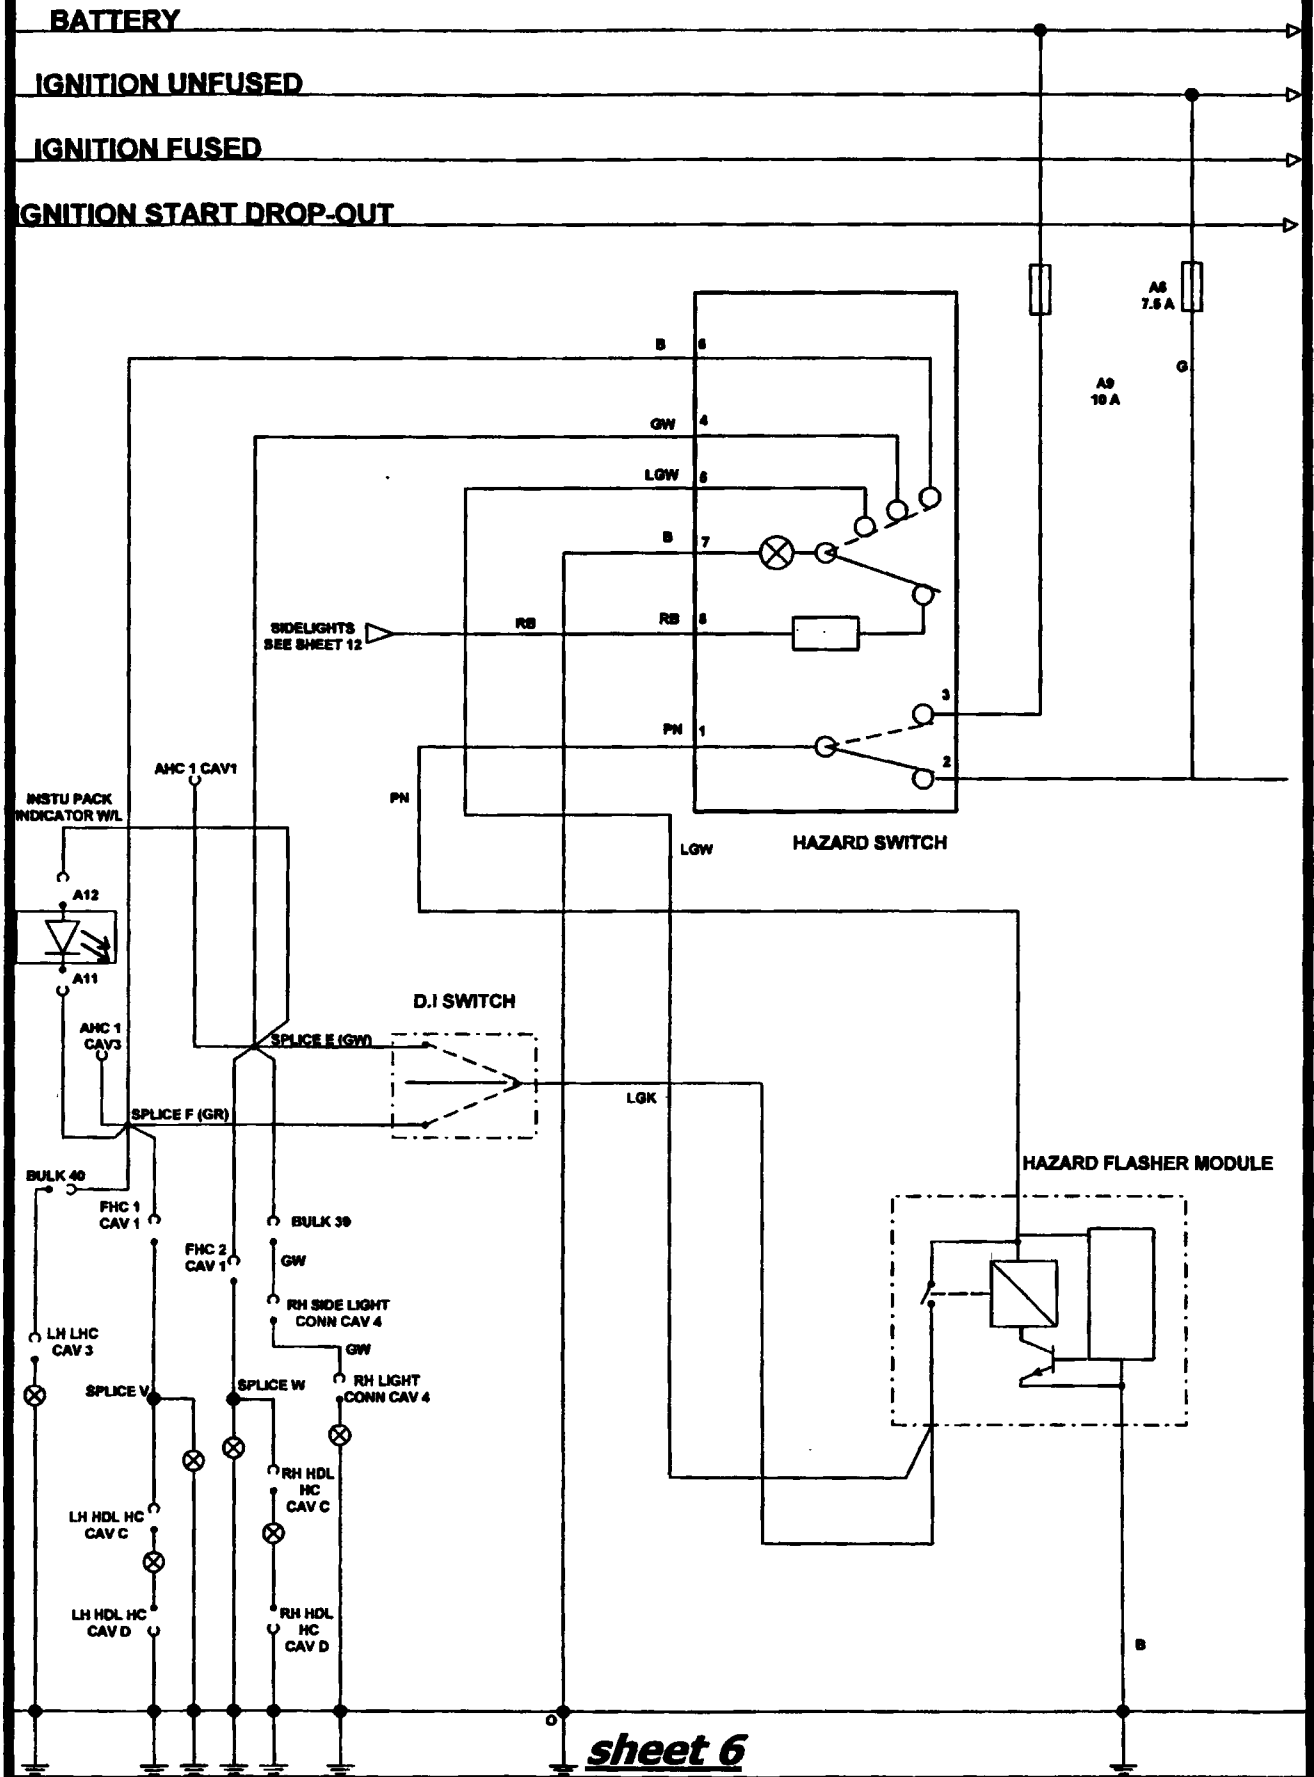 BATTERY
IGNITION UNFUSED
IGNITION FUSED
IGNITION START DROP-OUT
A6
7.5 A
G
A9
10 A
B 6
GW 4
LGW 5
B 7
SIDELIGHTS
SEE SHEET 12
RB
RB 8
3
PN 1
2
AHC 1 CAV1
PN
INSTU PACK
INDICATOR W/L
HAZARD SWITCH
LGW
A12
A11
D.I SWITCH
AHC 1
CAV3
SPLICE E (GW)
LGK
SPLICE F (GR)
HAZARD FLASHER MODULE
BULK 40
FHC 1
CAV 1
BULK 39
FHC 2
CAV 1
GW
RH SIDE LIGHT
CONN CAV 4
LH LHC
CAV 3
GW
SPLICE V
SPLICE W
RH LIGHT
CONN CAV 4
RH HDL
HC
CAV C
LH HDL HC
CAV C
LH HDL HC
CAV D
RH HDL
HC
CAV D
B
O
sheet 6